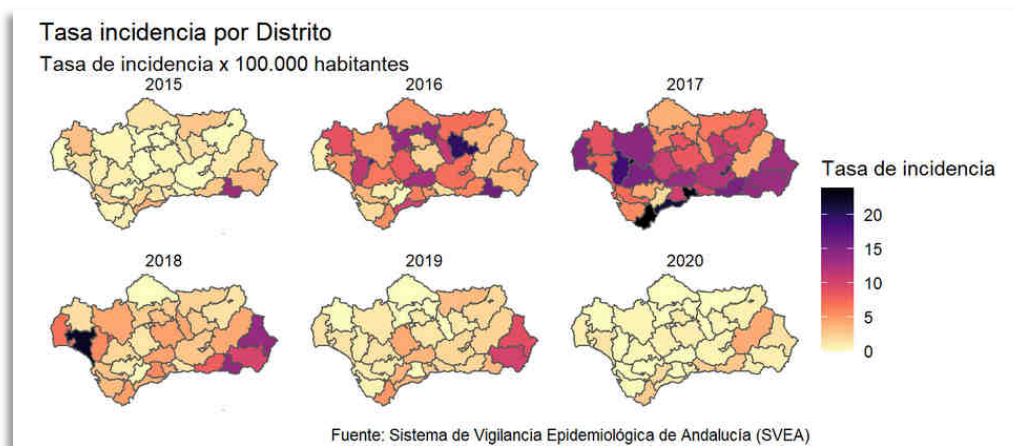 Tasa incidencia por Distrito
Tasa de incidencia x 100.000 habitantes
2015
2016
2017
Tasa de incidencia
20
15
10
5
0
2018
2019
2020
Fuente: Sistema de Vigilancia Epidemiológica de Andalucía (SVEA)